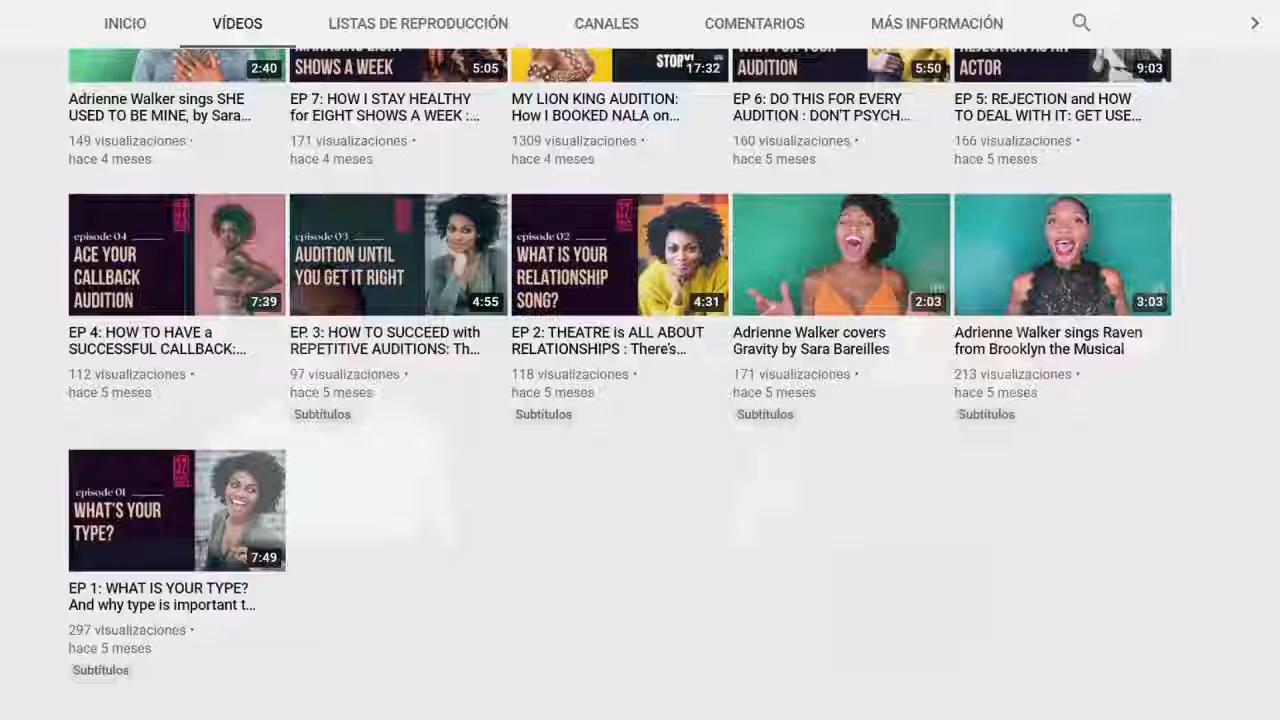 INICIO VÍDEOS LISTAS DE REPRODUCCIÓN CANALES COMENTARIOS MÁS INFORMACIÓN
SHOWS A WEEK
STORY!
AUDITION
ACTOR
2:40 5:05 17:32 5:50 9:03
Adrienne Walker sings SHE
USED TO BE MINE, by Sara...
149 visualizaciones •
hace 4 meses
EP 7: HOW I STAY HEALTHY
for EIGHT SHOWS A WEEK :...
171 visualizaciones •
hace 4 meses
MY LION KING AUDITION:
How I BOOKED NALA on...
1309 visualizaciones •
hace 4 meses
EP 6: DO THIS FOR EVERY
AUDITION : DON'T PSYCH...
160 visualizaciones •
hace 5 meses
EP 5: REJECTION and HOW
TO DEAL WITH IT: GET USE...
166 visualizaciones •
hace 5 meses
episode 04
ACE YOUR
CALLBACK
AUDITION
7:39
EP 4: HOW TO HAVE a
SUCCESSFUL CALLBACK:...
112 visualizaciones •
hace 5 meses
episode 03
AUDITION UNTIL
YOU GET IT RIGHT
4:55
EP. 3: HOW TO SUCCEED with
REPETITIVE AUDITIONS: Th...
97 visualizaciones •
hace 5 meses
Subtítulos
episode 02
WHAT IS YOUR
RELATIONSHIP
SONG?
4:31
EP 2: THEATRE is ALL ABOUT
RELATIONSHIPS : There's...
118 visualizaciones •
hace 5 meses
Subtítulos
2:03
Adrienne Walker covers
Gravity by Sara Bareilles
171 visualizaciones •
hace 5 meses
Subtítulos
3:03
Adrienne Walker sings Raven
from Brooklyn the Musical
213 visualizaciones •
hace 5 meses
Subtítulos
episode 01
WHAT'S YOUR
TYPE?
7:49
EP 1: WHAT IS YOUR TYPE?
And why type is important t...
297 visualizaciones •
hace 5 meses
Subtítulos